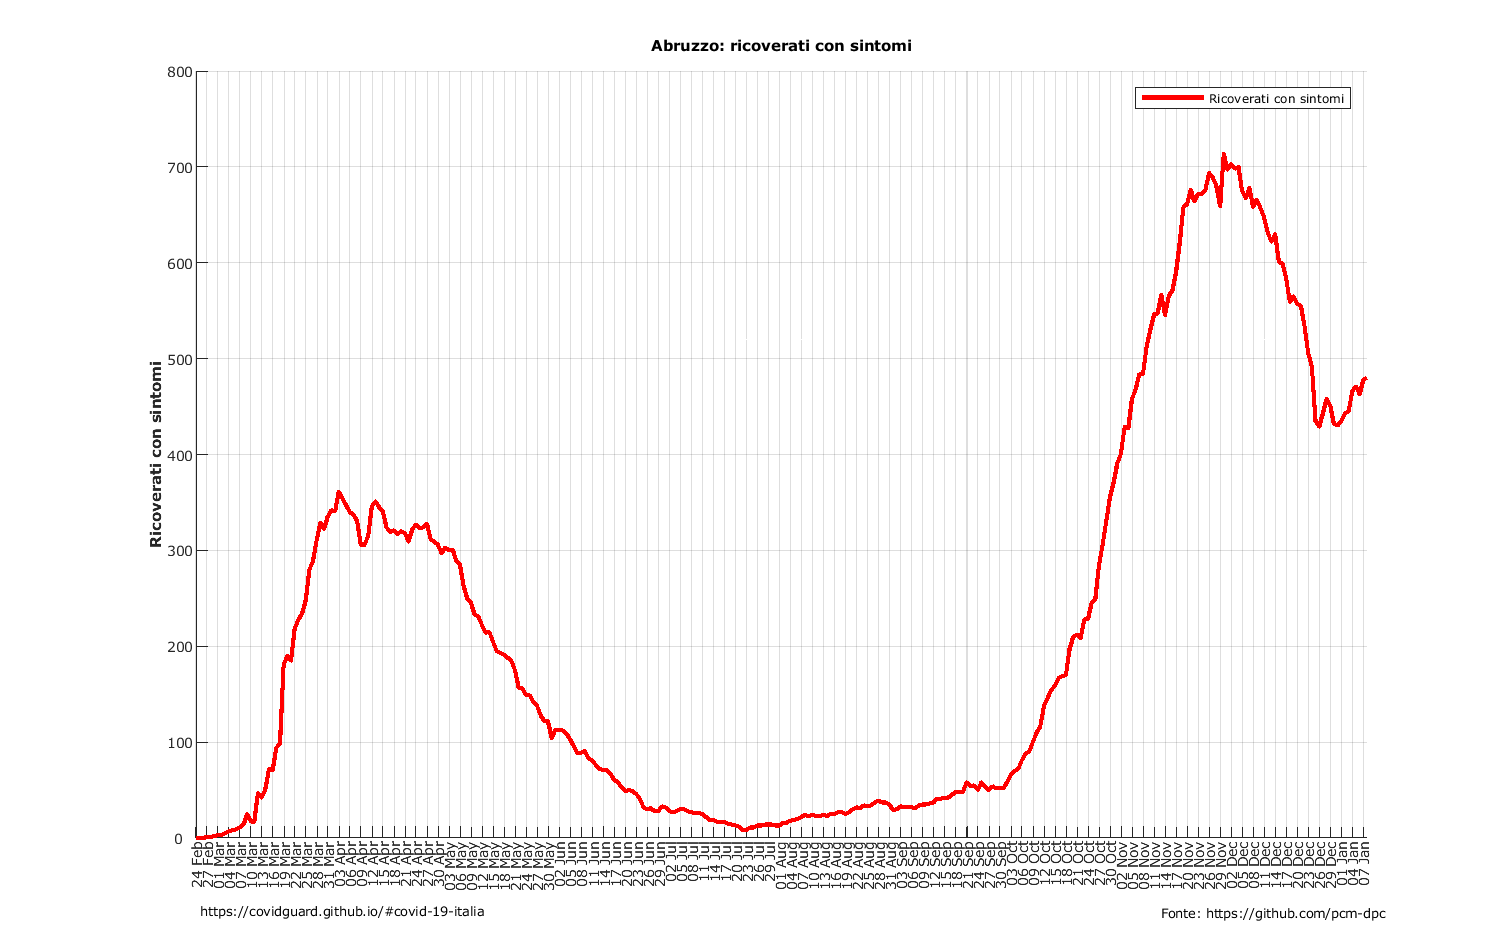 Abruzzo: ricoverati con sintomi
Ricoverati con sintomi
Ricoverati con sintomi
800
700
600
500
400
300
200
100
0
24 Feb
27 Feb
01 Mar
04 Mar
07 Mar
10 Mar
13 Mar
16 Mar
19 Mar
22 Mar
25 Mar
28 Mar
31 Mar
03 Apr
06 Apr
09 Apr
12 Apr
15 Apr
18 Apr
21 Apr
24 Apr
27 Apr
30 Apr
03 May
06 May
09 May
12 May
15 May
18 May
21 May
24 May
27 May
30 May
02 Jun
05 Jun
08 Jun
11 Jun
14 Jun
17 Jun
20 Jun
23 Jun
26 Jun
29 Jun
02 Jul
05 Jul
08 Jul
11 Jul
14 Jul
17 Jul
20 Jul
23 Jul
26 Jul
29 Jul
01 Aug
04 Aug
07 Aug
10 Aug
13 Aug
16 Aug
19 Aug
22 Aug
25 Aug
28 Aug
31 Aug
03 Sep
06 Sep
09 Sep
12 Sep
15 Sep
18 Sep
21 Sep
24 Sep
27 Sep
30 Sep
03 Oct
06 Oct
09 Oct
12 Oct
15 Oct
18 Oct
21 Oct
24 Oct
27 Oct
30 Oct
02 Nov
05 Nov
08 Nov
11 Nov
14 Nov
17 Nov
20 Nov
23 Nov
26 Nov
29 Nov
02 Dec
05 Dec
08 Dec
11 Dec
14 Dec
17 Dec
20 Dec
23 Dec
26 Dec
29 Dec
01 Jan
04 Jan
07 Jan
https://covidguard.github.io/#covid-19-italia
Fonte: https://github.com/pcm-dpc